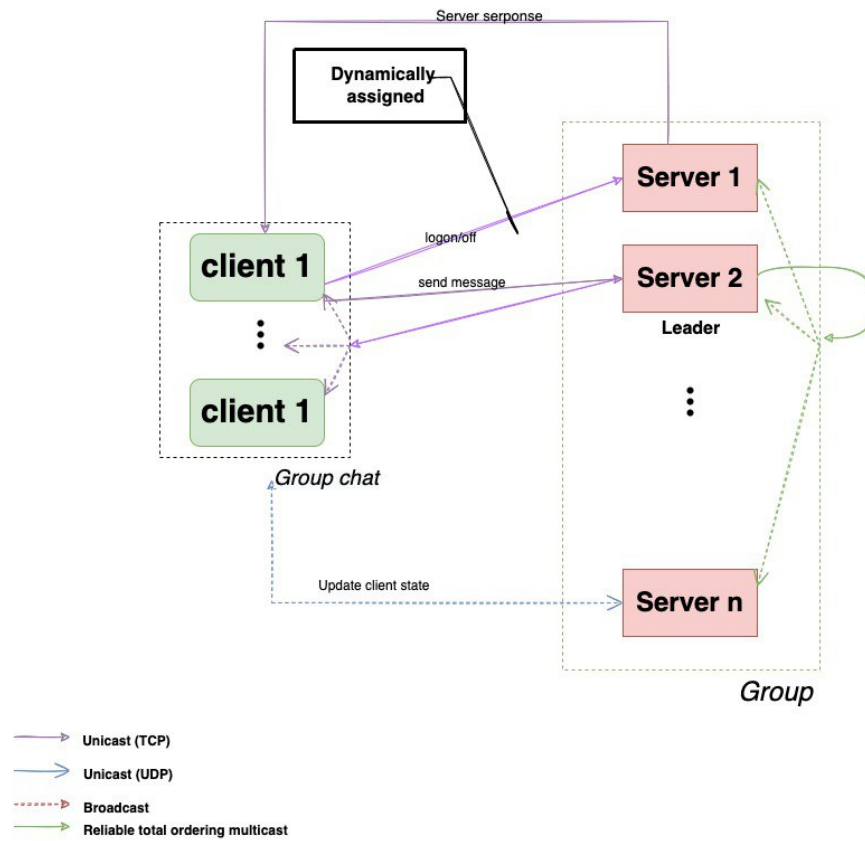 Server serponse
Dynamically
assigned
Server 1
logon/off
client 1
send message
Server 2
Leader
client 1
Group chat
Update client state
Server n
Group
Unicast (TCP)
Unicast (UDP)
Broadcast
Reliable total ordering multicast